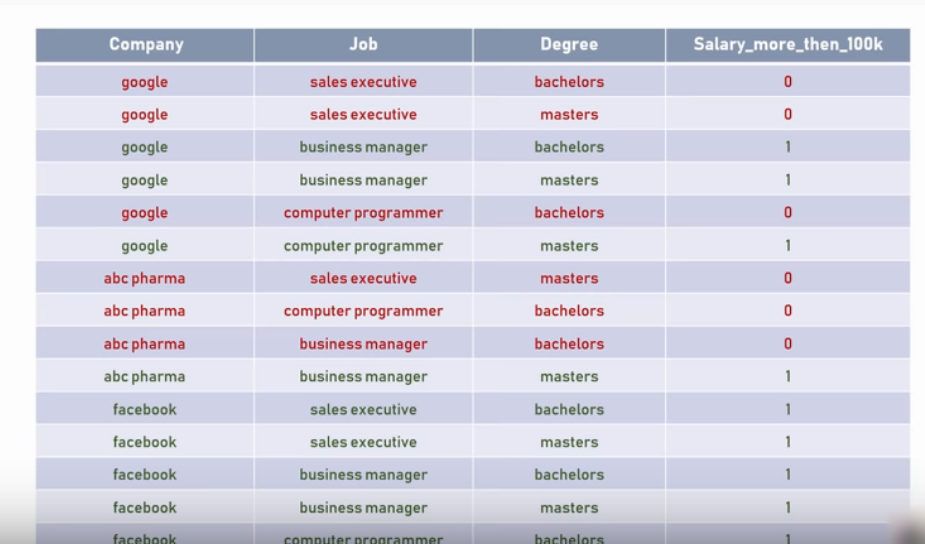 Company Job Degree Salary_more_then_100k
google sales executive bachelors 0
google sales executive masters 0
google business manager bachelors 1
google business manager masters 1
google computer programmer bachelors 0
google computer programmer masters 1
abc pharma sales executive masters 0
abc pharma computer programmer bachelors 0
abc pharma business manager bachelors 0
abc pharma business manager masters 1
facebook sales executive bachelors 1
facebook sales executive masters 1
facebook business manager bachelors 1
facebook business manager masters 1
facebook computer programmer bachelors 1